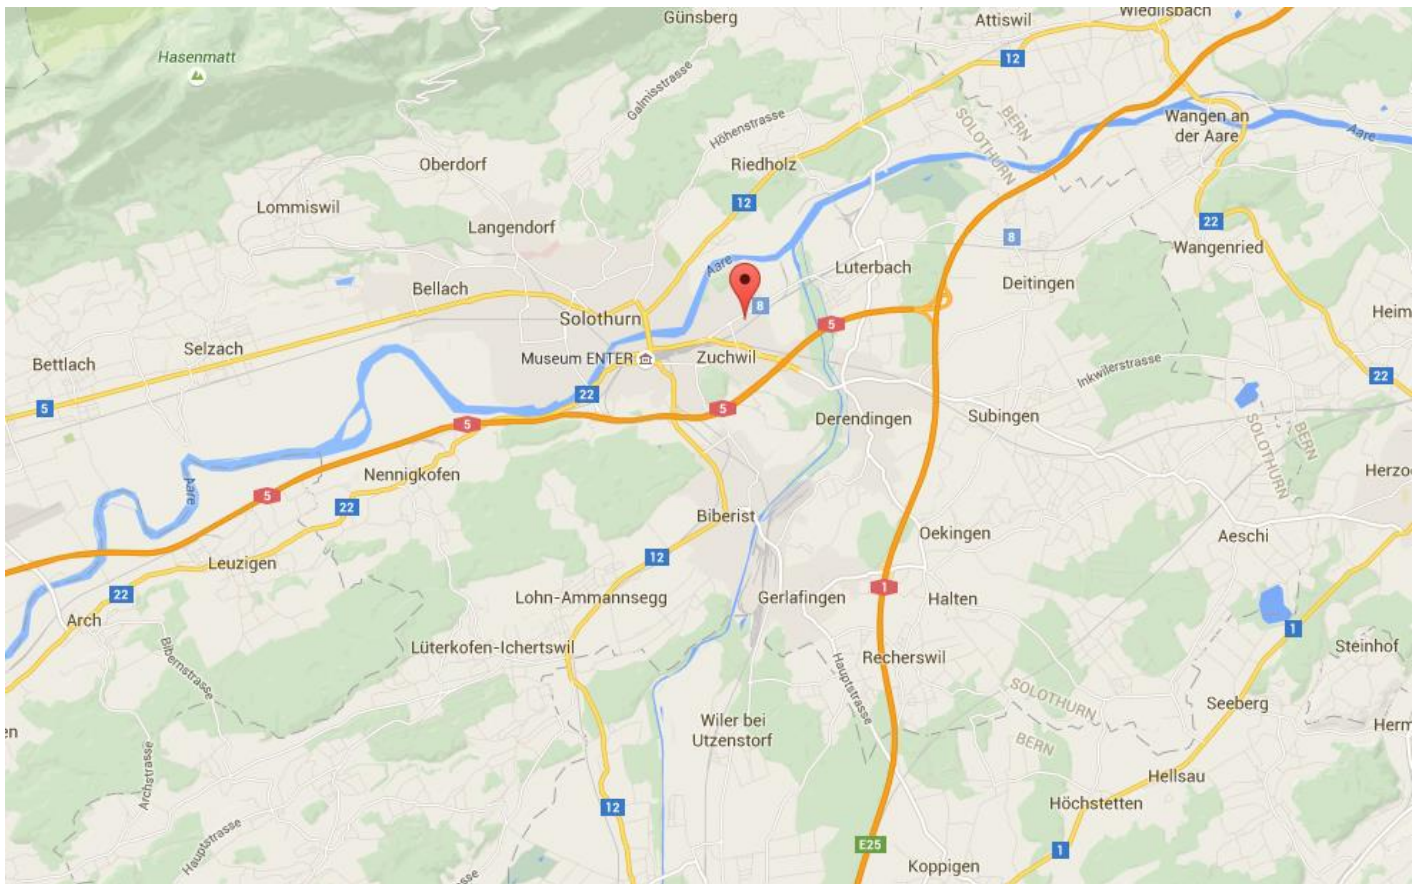 Günsberg
Attiswil
Wiedlisbach
Hasenmatt
12
Galmisstrasse
Höhenstrasse
BERN
SOLOTHURN
Wangen an
der Aare
Aare
Oberdorf
Riedholz
Lommiswil
12
22
Langendorf
8
Wangenried
Aare
Luterbach
Deitingen
Bellach
8
Solothurn
5
Heim
Selzach
Museum ENTER
Zuchwil
Bettlach
Inkwilerstrasse
22
22
5
5
5
Derendingen
Subingen
SOLOTHURN
BERN
Nennigkofen
Aare
5
Herzo
22
Biberist
Oekingen
Aeschi
12
Leuzigen
1
22
Lohn-Ammannsegg
Gerlafingen
Halten
Arch
1
Bibernstrasse
Lüterkofen-Ichertswil
Hauptstrasse
Recherswil
Steinhof
SOLOTHURN
Seeberg
Wiler bei
Utzenstorf
en
Herm
BERN
Archstrasse
Hellsau
12
Höchstetten
Hauptstrasse
E25
1
Koppigen